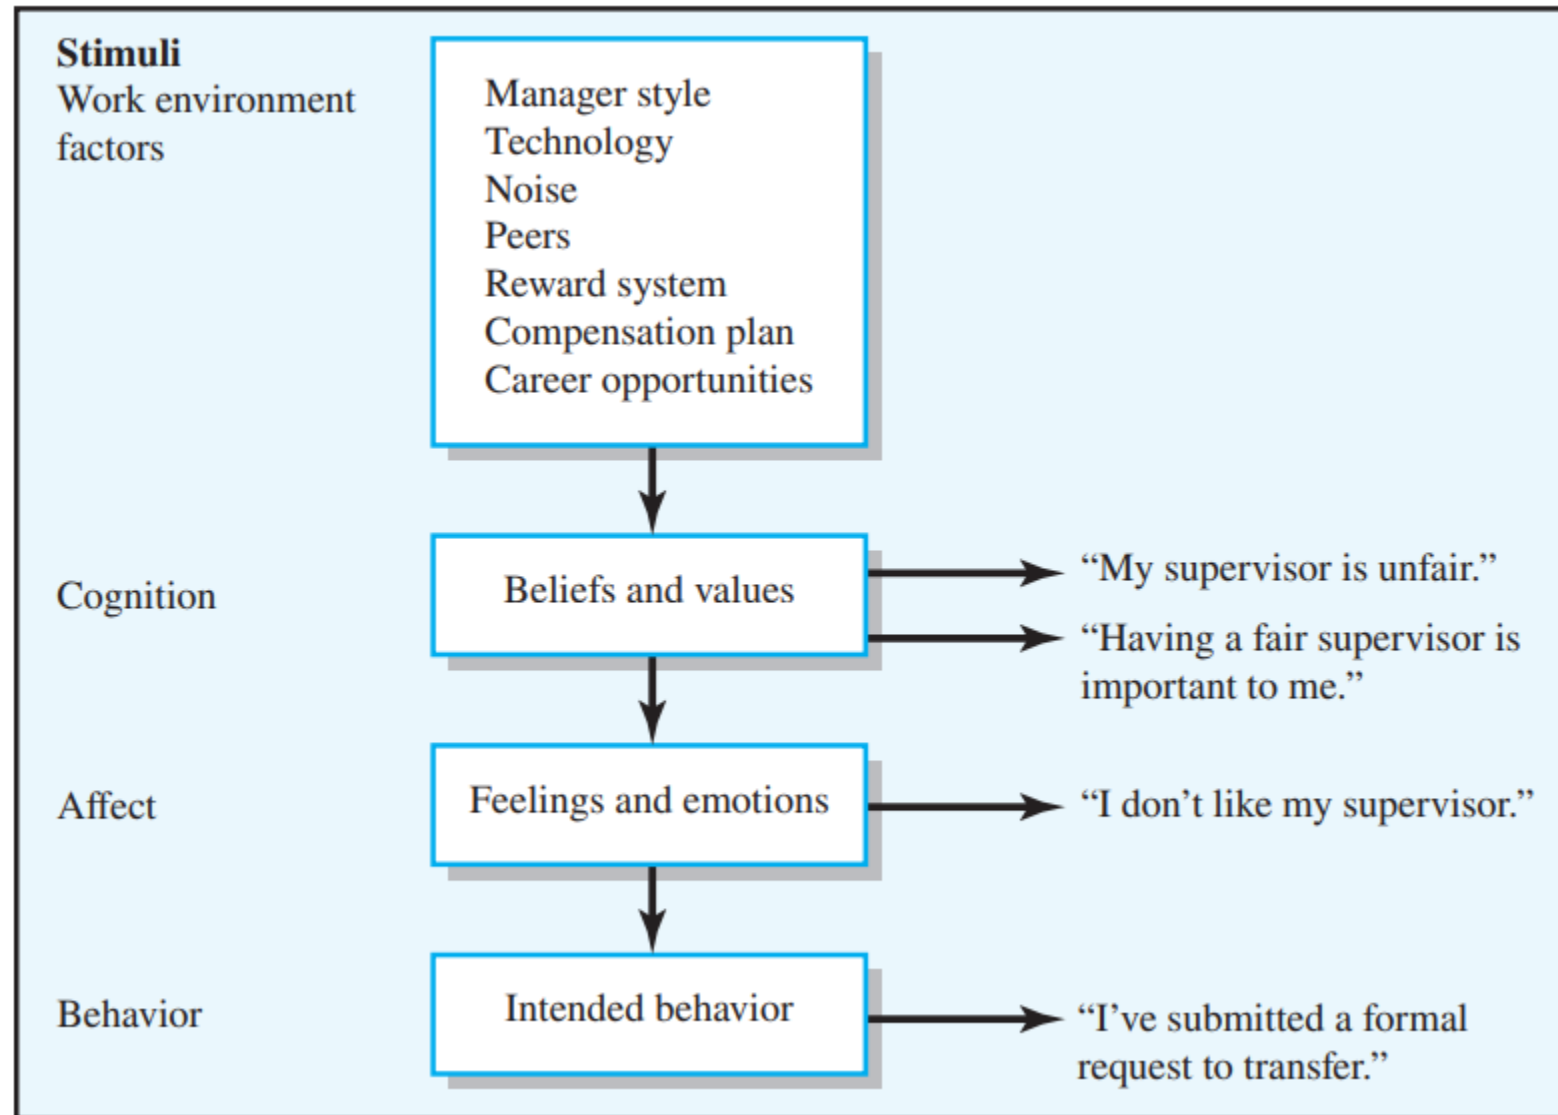 Stimuli
Work environment
factors
Manager style
Technology
Noise
Peers
Reward system
Compensation plan
Career opportunities
Cognition
Beliefs and values
“My supervisor is unfair.”
“Having a fair supervisor is
important to me.”
Affect
Feelings and emotions
“I don’t like my supervisor.”
Behavior
Intended behavior
“I’ve submitted a formal
request to transfer.”